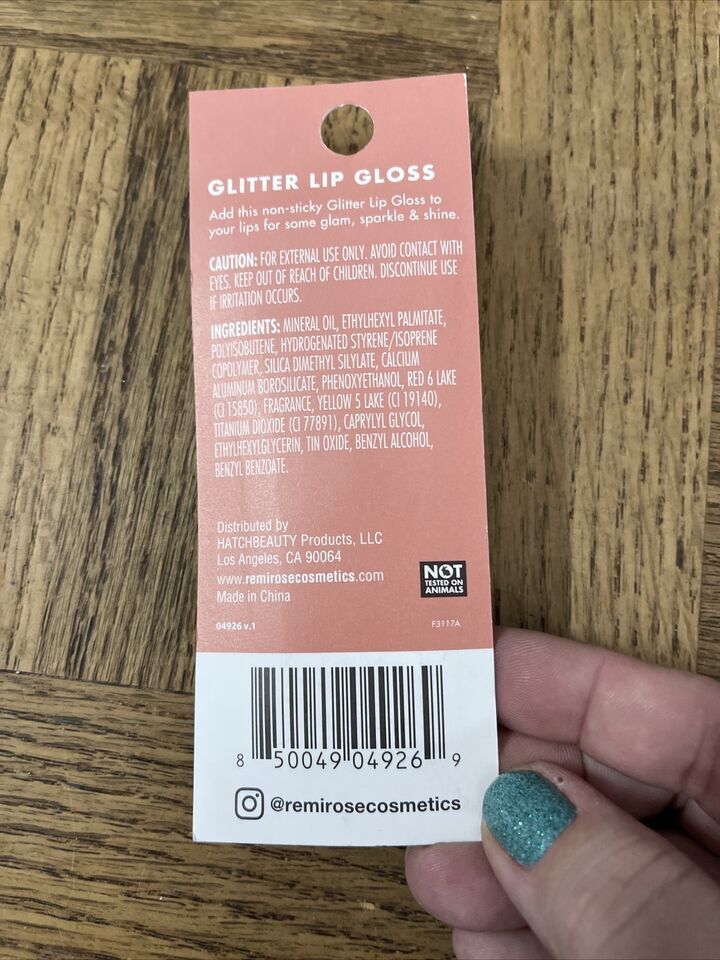 GLITTER LIP GLOSS
Add this non-sticky Glitter Lip Gloss to
your lips for some glam, sparkle & shine.
CAUTION: FOR EXTERNAL USE ONLY. AVOID CONTACT WITH
EYES. KEEP OUT OF REACH OF CHILDREN. DISCONTINUE USE
IF IRRITATION OCCURS.
INGREDIENTS: MINERAL OIL, ETHYLHEXYL PALMITATE,
POLYISOBUTENE, HYDROGENATED STYRENE/ISOPRENE
COPOLYMER, SILICA DIMETHYL SILYLATE, CALCIUM
ALUMINUM BOROSILICATE, PHENOXYETHANOL, RED 6 LAKE
(CI 15850), FRAGRANCE, YELLOW 5 LAKE (CI 19140),
TITANIUM DIOXIDE (CI 77891), CAPRYLYL GLYCOL,
ETHYLHEXYLGLYCERIN, TIN OXIDE, BENZYL ALCOHOL,
BENZYL BENZOATE.
Distributed by
HATCHBEAUTY Products, LLC
Los Angeles, CA 90064
www.remirosecosmetics.com
Made in China
NOT
TESTED ON
ANIMALS
04926 v.1
F3117A
8 50049 04926 9
@remirosecosmetics